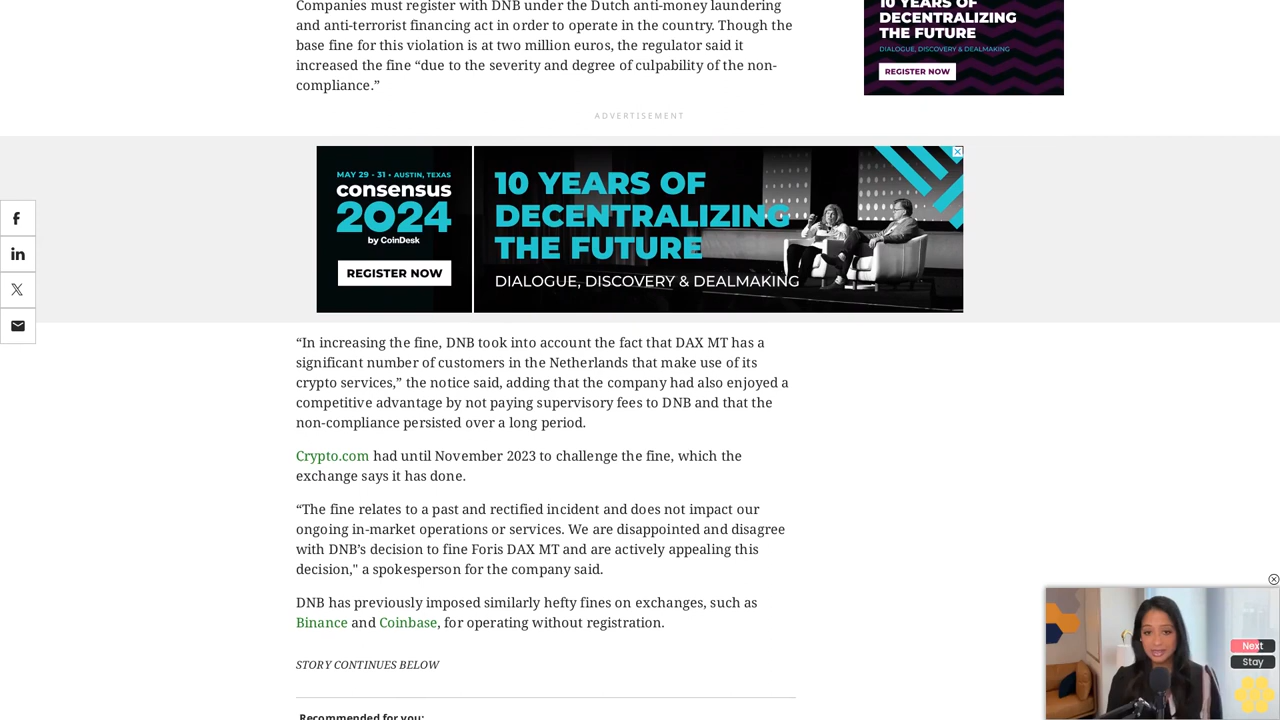 Companies must register with DNB under the Dutch anti-money laundering
and anti-terrorist financing act in order to operate in the country. Though the
base fine for this violation is at two million euros, the regulator said it
increased the fine “due to the severity and degree of culpability of the non-
compliance.”
10 YEARS OF
DECENTRALIZING
THE FUTURE
DIALOGUE, DISCOVERY & DEALMAKING
REGISTER NOW
ADVERTISEMENT
MAY 29 - 31 • AUSTIN, TEXAS
consensus
2024
by CoinDesk
REGISTER NOW
10 YEARS OF
DECENTRALIZING
THE FUTURE
DIALOGUE, DISCOVERY & DEALMAKING
“In increasing the fine, DNB took into account the fact that DAX MT has a
significant number of customers in the Netherlands that make use of its
crypto services,” the notice said, adding that the company had also enjoyed a
competitive advantage by not paying supervisory fees to DNB and that the
non-compliance persisted over a long period.
Crypto.com had until November 2023 to challenge the fine, which the
exchange says it has done.
“The fine relates to a past and rectified incident and does not impact our
ongoing in-market operations or services. We are disappointed and disagree
with DNB’s decision to fine Foris DAX MT and are actively appealing this
decision," a spokesperson for the company said.
DNB has previously imposed similarly hefty fines on exchanges, such as
Binance and Coinbase, for operating without registration.
STORY CONTINUES BELOW
Recommended for you:
Next
Stay